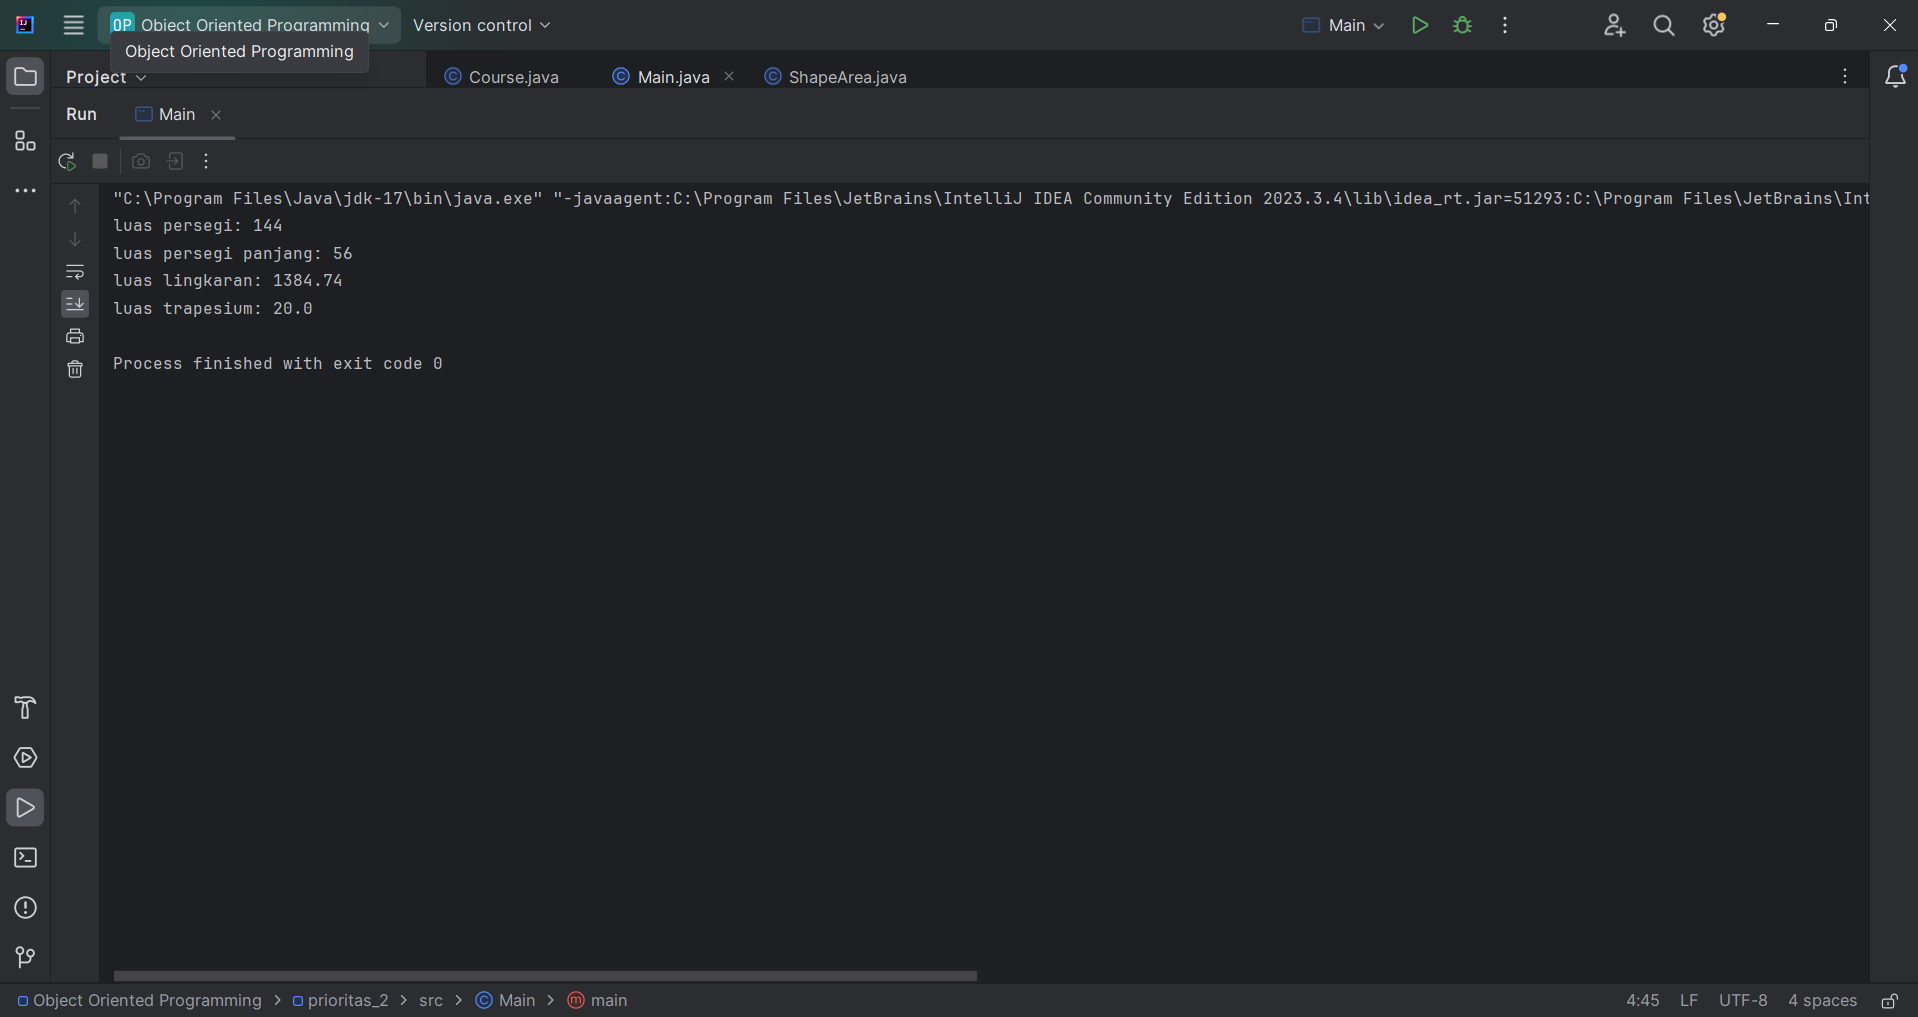 OP Object Oriented Programming Version control Main
Object Oriented Programming
Project Course.java Main.java ShapeArea.java
Run Main
"C:\Program Files\Java\jdk-17\bin\java.exe" "-javaagent:C:\Program Files\JetBrains\IntelliJ IDEA Community Edition 2023.3.4\lib\idea_rt.jar=51293:C:\Program Files\JetBrains\Int
luas persegi: 144
luas persegi panjang: 56
luas lingkaran: 1384.74
luas trapesium: 20.0
Process finished with exit code 0
Object Oriented Programming > prioritas_2 > src > Main > main 4:45 LF UTF-8 4 spaces